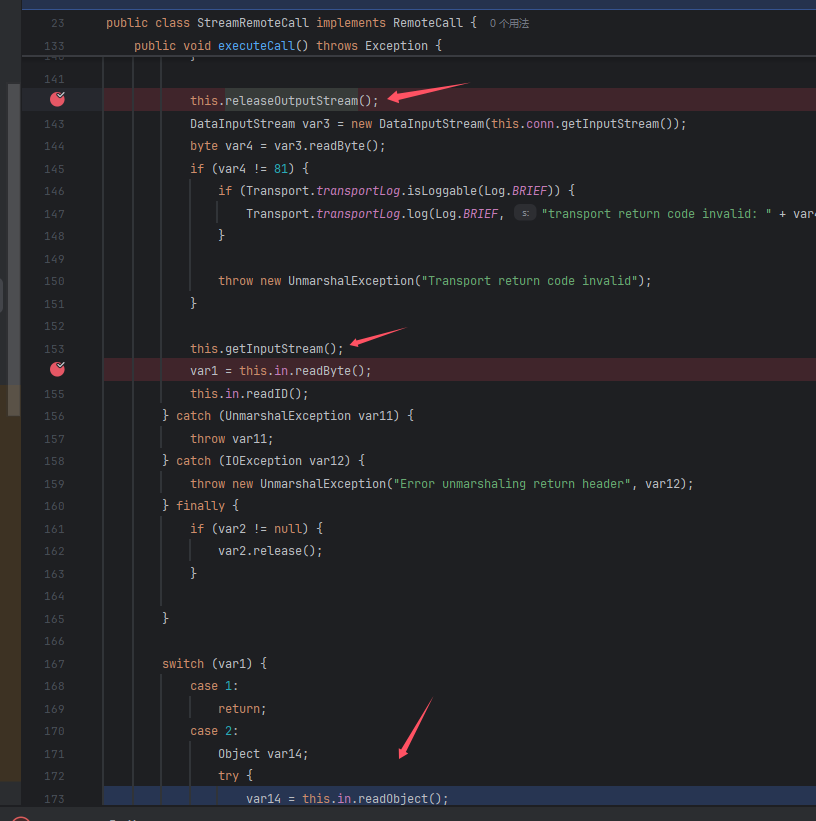 23 public class StreamRemoteCall implements RemoteCall { 0个用法
133 public void executeCall() throws Exception {
}
141
this.releaseOutputStream();
143 DataInputStream var3 = new DataInputStream(this.conn.getInputStream());
144 byte var4 = var3.readByte();
145 if (var4 != 81) {
146 if (Transport.transportLog.isLoggable(Log.BRIEF)) {
147 Transport.transportLog.log(Log.BRIEF, s: "transport return code invalid: " + var4
148 }
149
150 throw new UnmarshalException("Transport return code invalid");
151 }
152
153 this.getInputStream();
var1 = this.in.readByte();
155 this.in.readID();
156 } catch (UnmarshalException var11) {
157 throw var11;
158 } catch (IOException var12) {
159 throw new UnmarshalException("Error unmarshaling return header", var12);
160 } finally {
161 if (var2 != null) {
162 var2.release();
163 }
164
165 }
166
167 switch (var1) {
168 case 1:
169 return;
170 case 2:
171 Object var14;
172 try {
173 var14 = this.in.readObject();